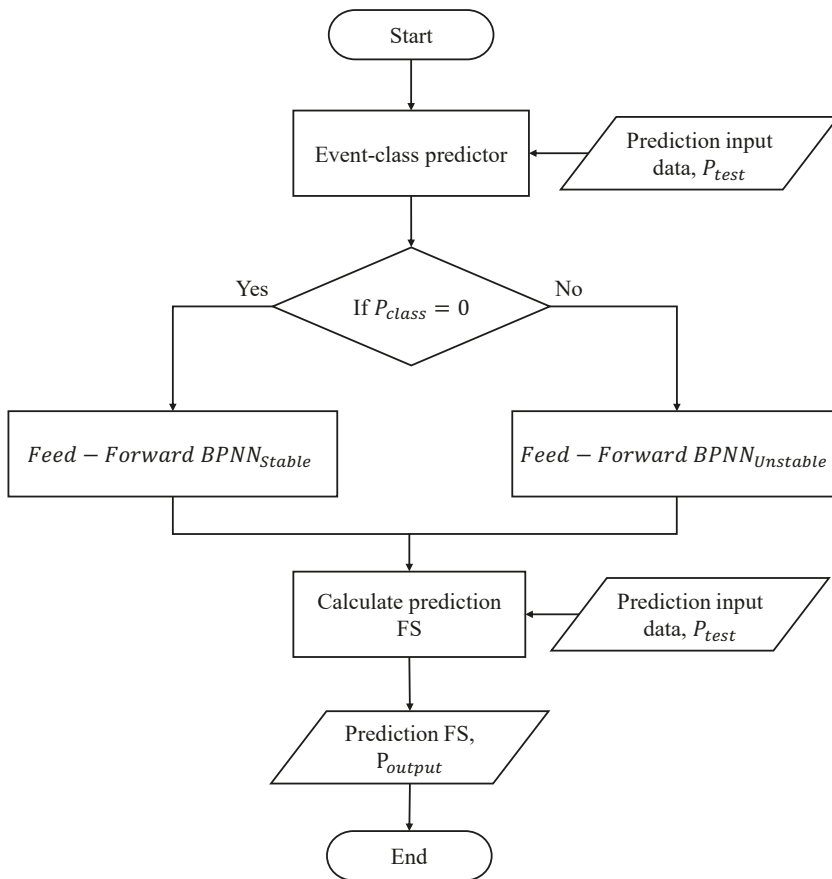 Start
Event-class predictor
Prediction input
data, P_test
Yes
If P_class = 0
No
Feed − Forward BPNN_Stable
Feed − Forward BPNN_Unstable
Calculate prediction
FS
Prediction input
data, P_test
Prediction FS,
P_output
End